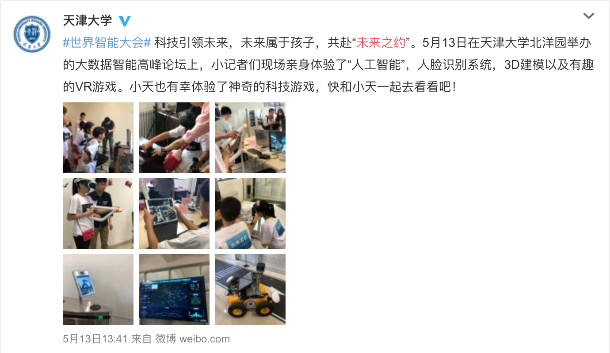 天津大学
#世界智能大会# 科技引领未来，未来属于孩子，共赴“未来之约”。5月13日在天津大学北洋园举办
的大数据智能高峰论坛上，小记者们现场亲身体验了“人工智能”，人脸识别系统，3D建模以及有趣
的VR游戏。小天也有幸体验了神奇的科技游戏，快和小天一起去看看吧！
5月13日13:41 来自 微博 weibo.com